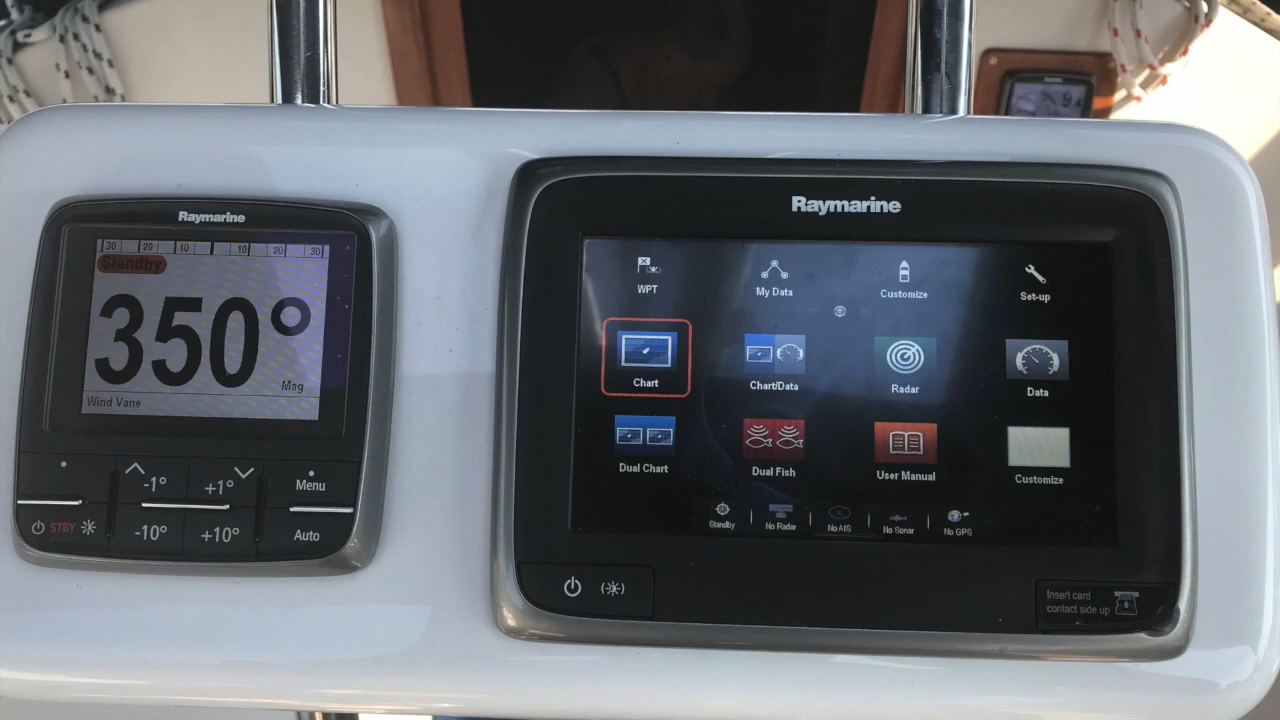 Raymarine
30 20 10 10 20 30
Standby
350°
Mag
Wind Vane
-1° +1° Menu
STBY -10° +10° Auto
Raymarine
WPT My Data Customize Set-up
Chart Chart/Data Radar Data
Dual Chart Dual Fish User Manual Customize
Standby No Radar No AIS No Sonar No GPS
Insert card
contact side up